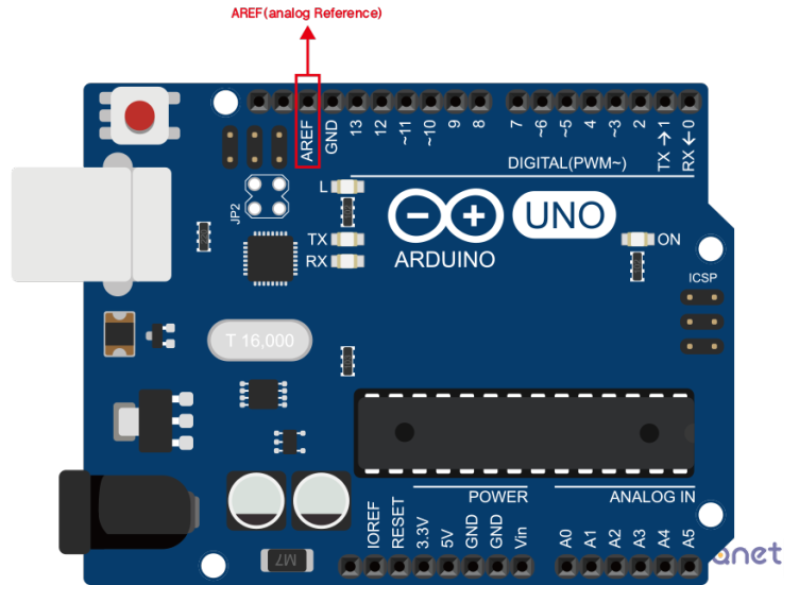 AREF(analog Reference)
AREF
GND
13
12
~11
~10
9
8
7
~6
~5
4
~3
2
TX→1
RX←0
DIGITAL(PWM~)
JP2
L
TX
RX
ARDUINO
UNO
ON
ICSP
T 16,000
POWER
ANALOG IN
IOREF
RESET
3.3V
5V
GND
GND
Vin
A0
A1
A2
A3
A4
A5
M7
anet